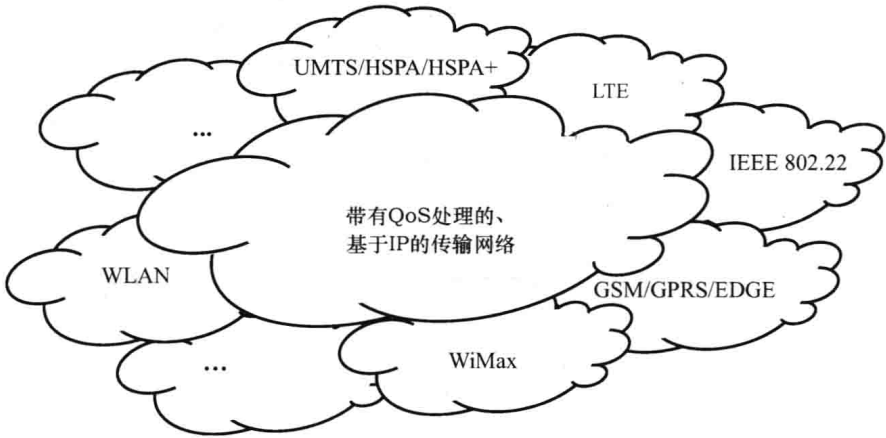 UMTS/HSPA/HSPA+
LTE
...
IEEE 802.22
带有QoS处理的、
基于IP的传输网络
WLAN
GSM/GPRS/EDGE
...
WiMax